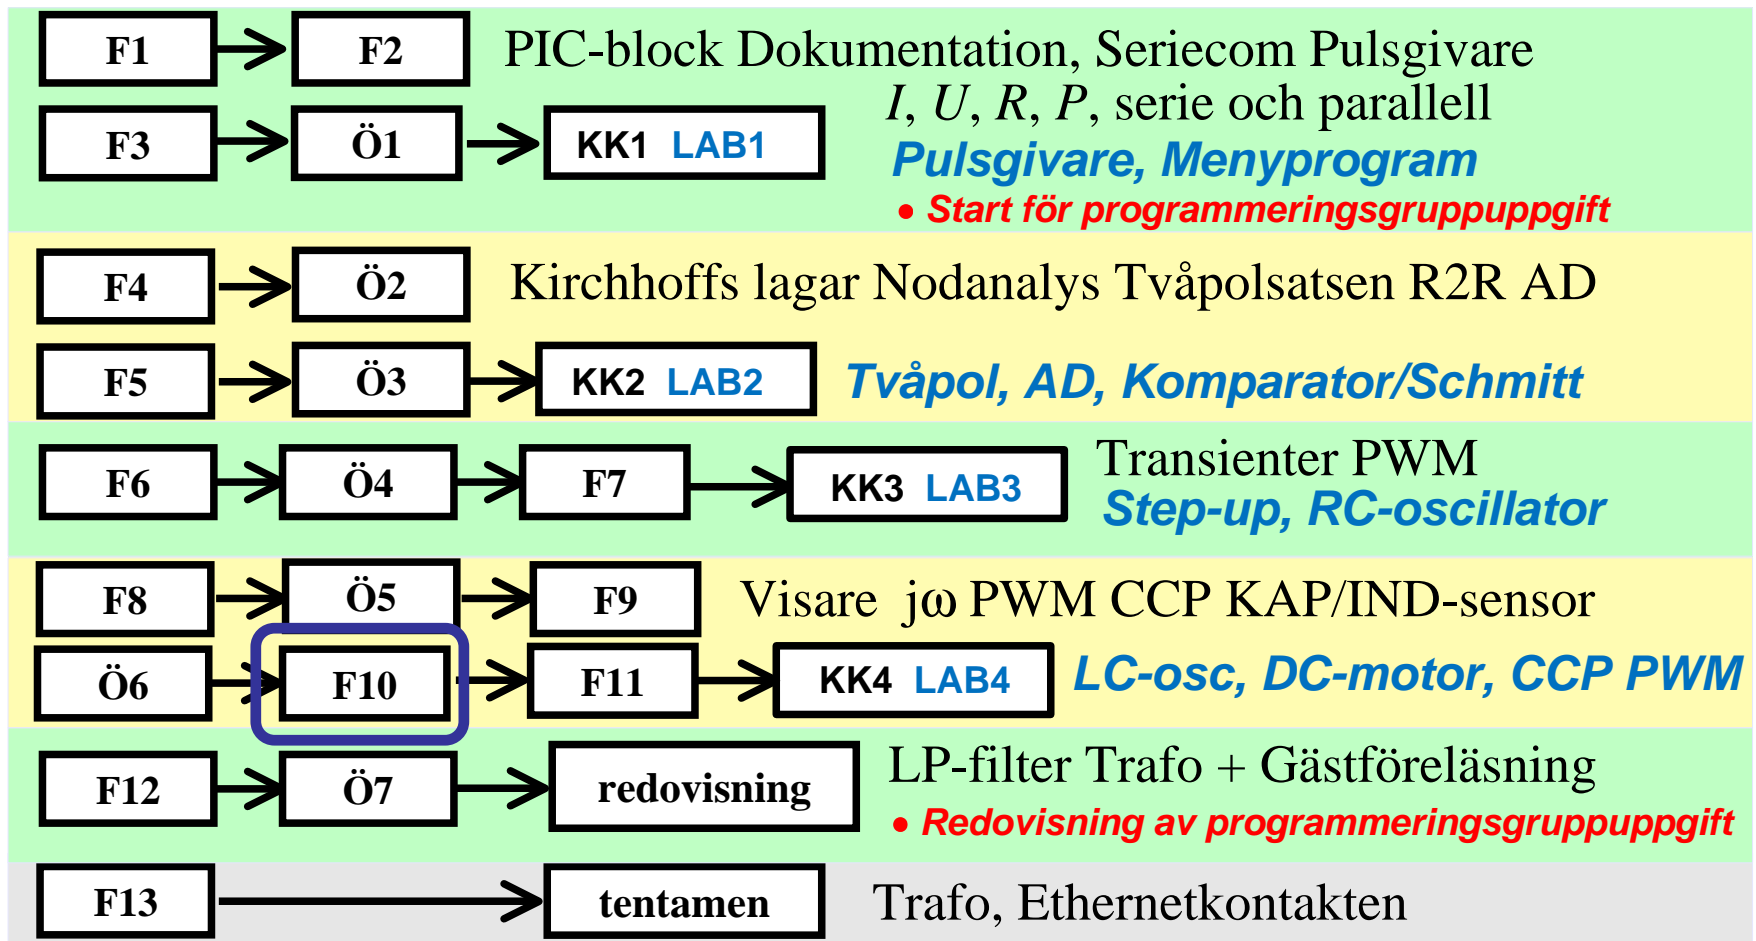 F1 F2 PIC-block Dokumentation, Seriecom Pulsgivare
I, U, R, P, serie och parallell
F3 Ö1 KK1 LAB1
Pulsgivare, Menyprogram
• Start för programmeringsgruppuppgift
F4 Ö2 Kirchhoffs lagar Nodanalys Tvåpolsatsen R2R AD
F5 Ö3 KK2 LAB2 Tvåpol, AD, Komparator/Schmitt
Transienter PWM
F6 Ö4 F7 KK3 LAB3
Step-up, RC-oscillator
F8 Ö5 F9 Visare jω PWM CCP KAP/IND-sensor
Ö6 F10 F11 KK4 LAB4 LC-osc, DC-motor, CCP PWM
LP-filter Trafo + Gästföreläsning
F12 Ö7 redovisning
• Redovisning av programmeringsgruppuppgift
F13 tentamen Trafo, Ethernetkontakten